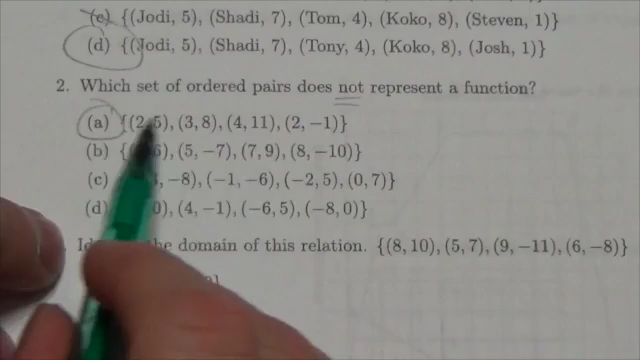 (c) {(Jodi, 5), (Shadi, 7), (Tom, 4), (Koko, 8), (Steven, 1)}
(d) {(Jodi, 5), (Shadi, 7), (Tony, 4), (Koko, 8), (Josh, 1)}
2. Which set of ordered pairs does not represent a function?
(a) {(2, 5), (3, 8), (4, 11), (2, −1)}
(b) 6), (5, −7), (7, 9), (8, −10)}
(c) , −8), (−1, −6), (−2, 5), (0, 7)}
(d) 0), (4, −1), (−6, 5), (−8, 0)}
the domain of this relation. {(8, 10), (5, 7), (9, −11), (6, −8)}